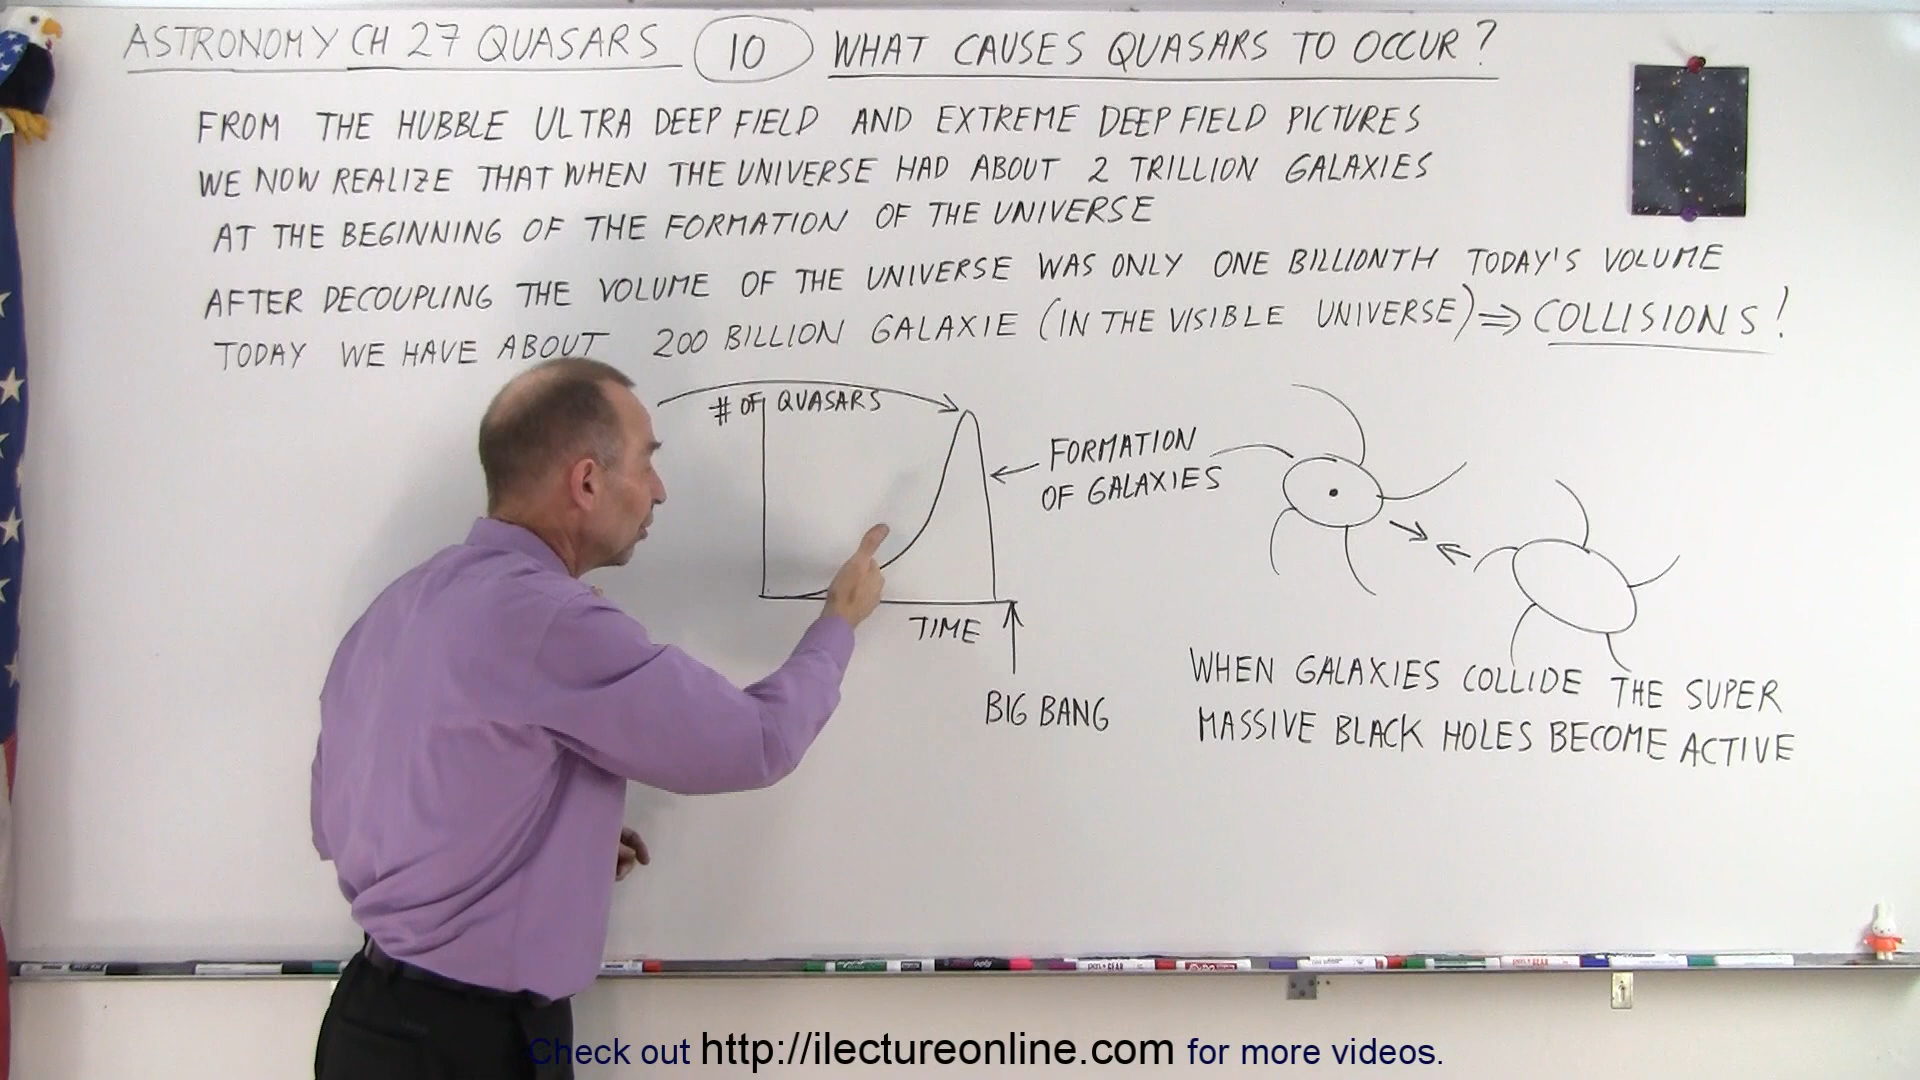 ASTRONOMY CH 27 QUASARS 10 WHAT CAUSES QUASARS TO OCCUR?
FROM THE HUBBLE ULTRA DEEP FIELD AND EXTREME DEEP FIELD PICTURES
WE NOW REALIZE THAT WHEN THE UNIVERSE HAD ABOUT 2 TRILLION GALAXIES
AT THE BEGINNING OF THE FORMATION OF THE UNIVERSE
AFTER DECOUPLING THE VOLUME OF THE UNIVERSE WAS ONLY ONE BILLIONTH TODAY'S VOLUME
TODAY WE HAVE ABOUT 200 BILLION GALAXIE (IN THE VISIBLE UNIVERSE) ⇒ COLLISIONS!
# OF QUASARS
FORMATION
OF GALAXIES
TIME
BIG BANG
WHEN GALAXIES COLLIDE THE SUPER
MASSIVE BLACK HOLES BECOME ACTIVE
Check out http://ilectureonline.com for more videos.